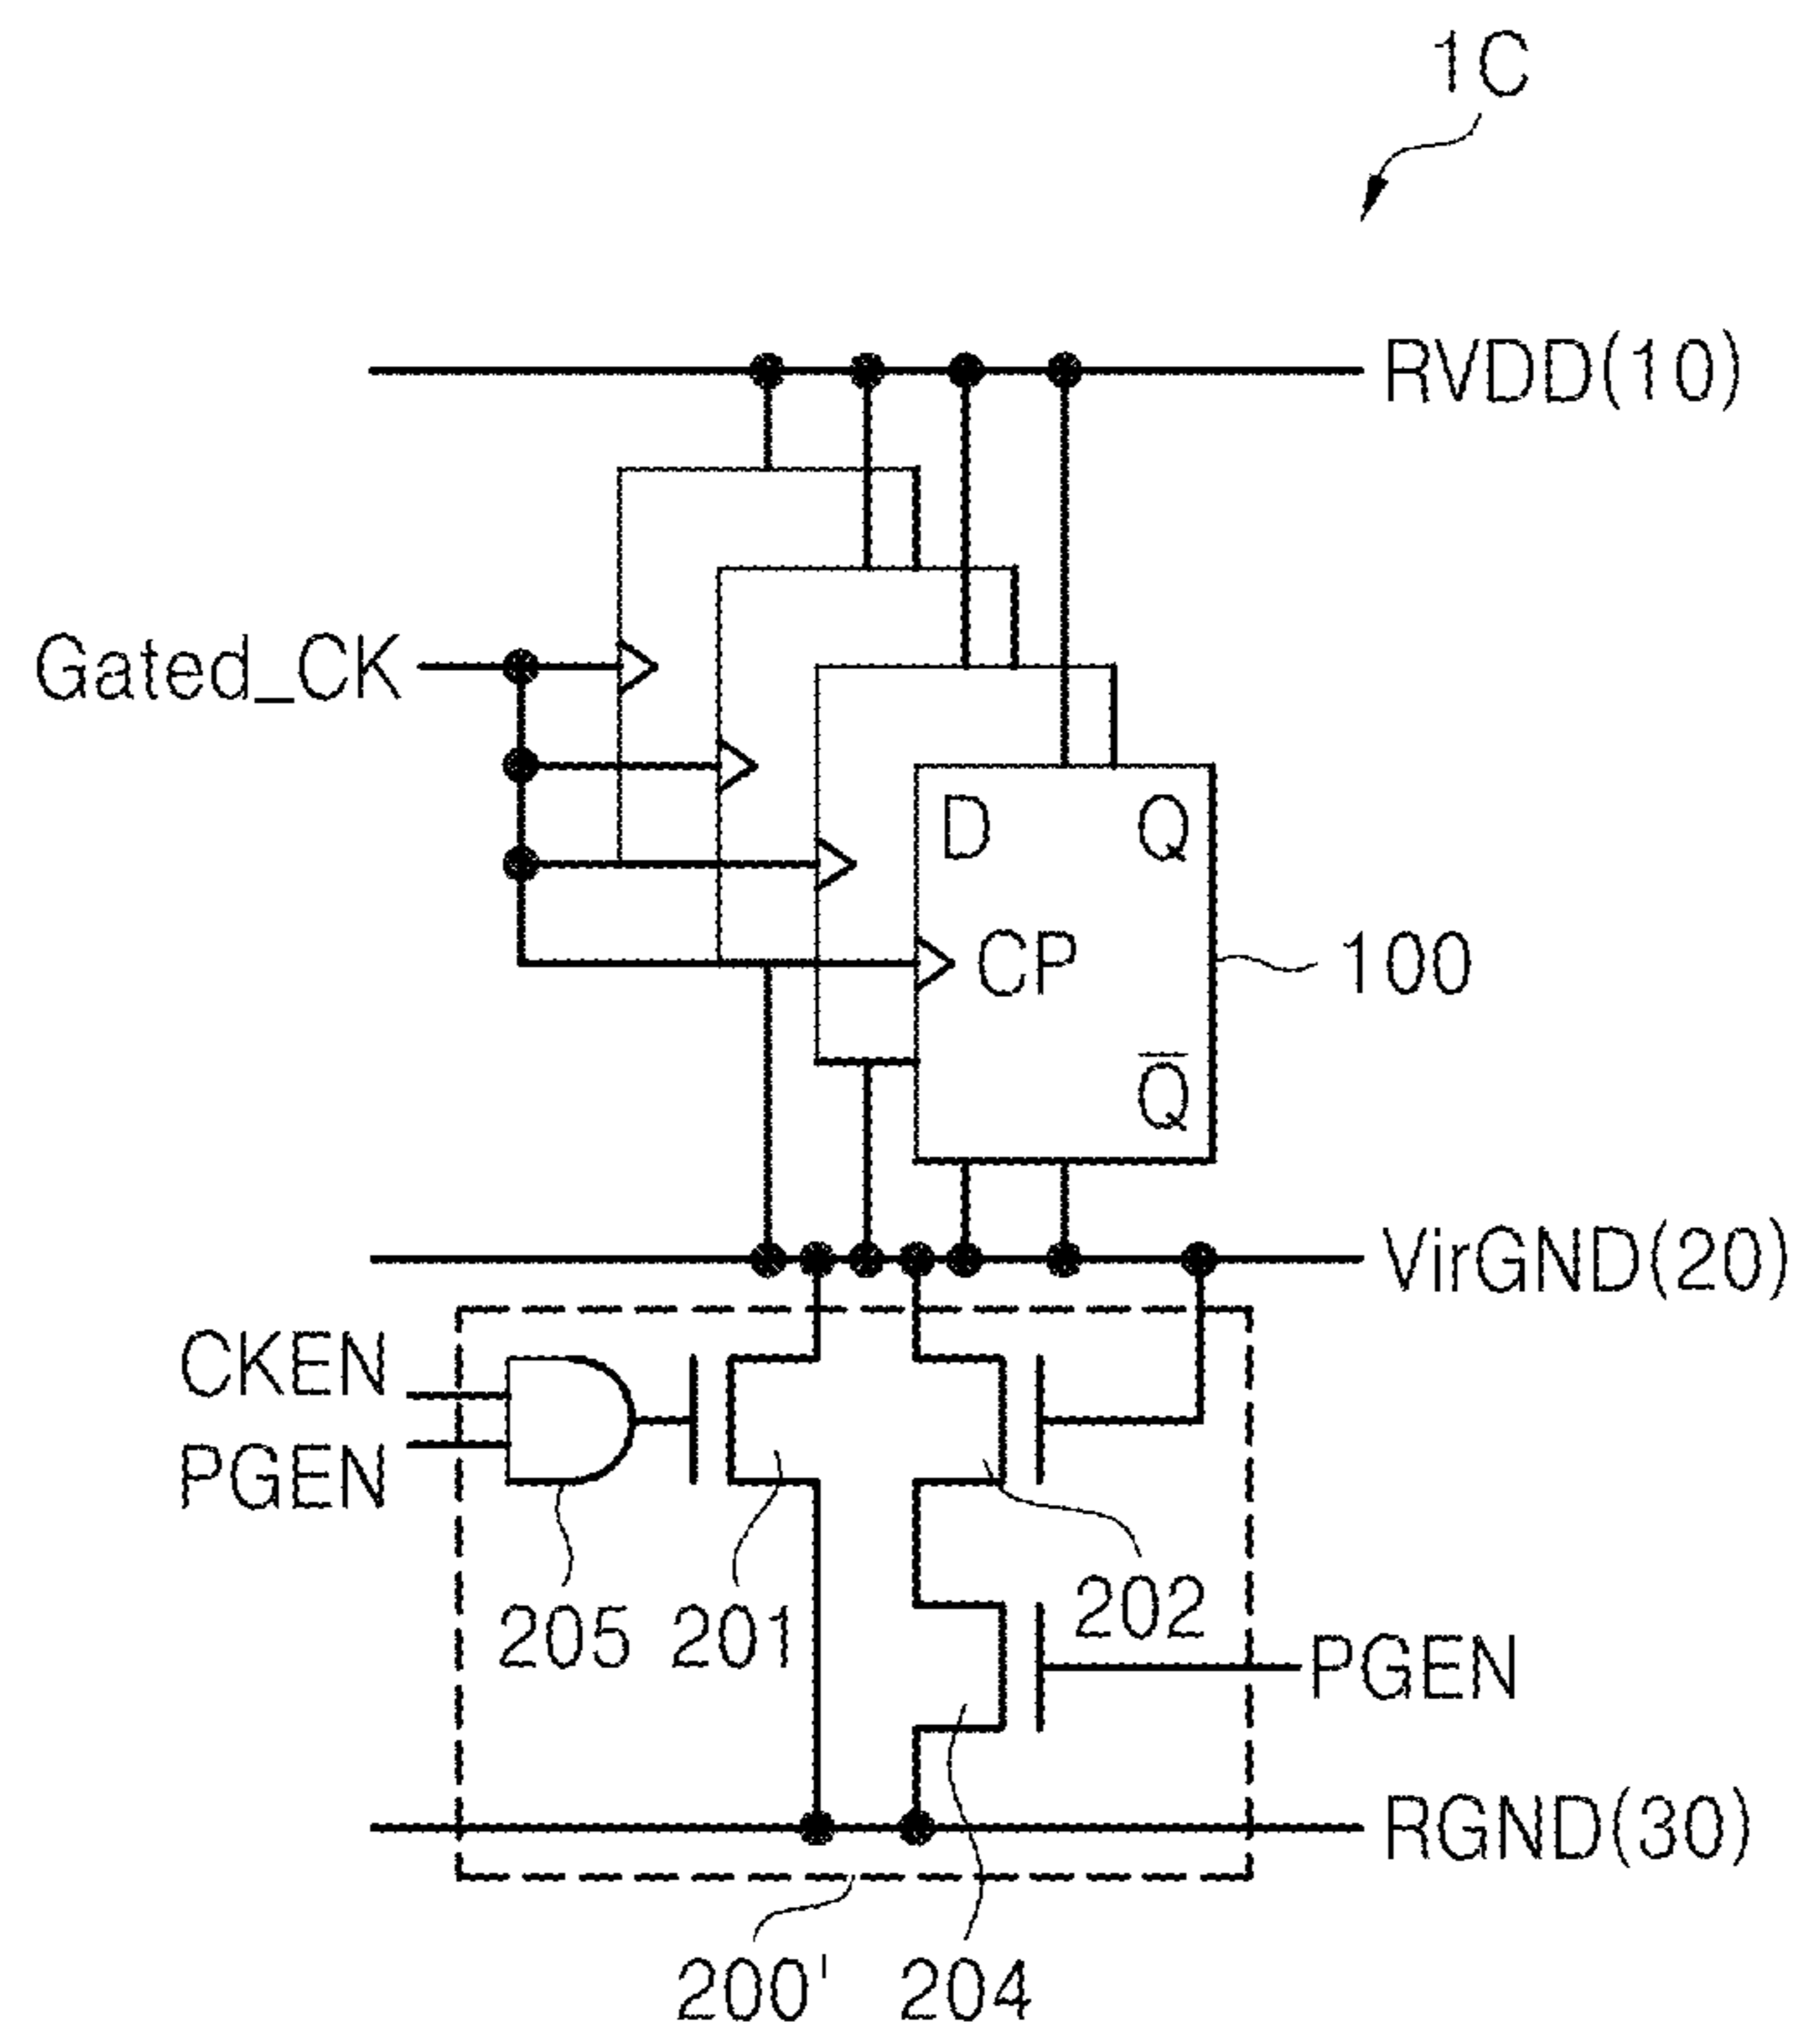 1C
RVDD(10)
Gated_CK
D Q
CP
100
Q̅
VirGND(20)
CKEN
PGEN
205 201 202
PGEN
RGND(30)
200' 204